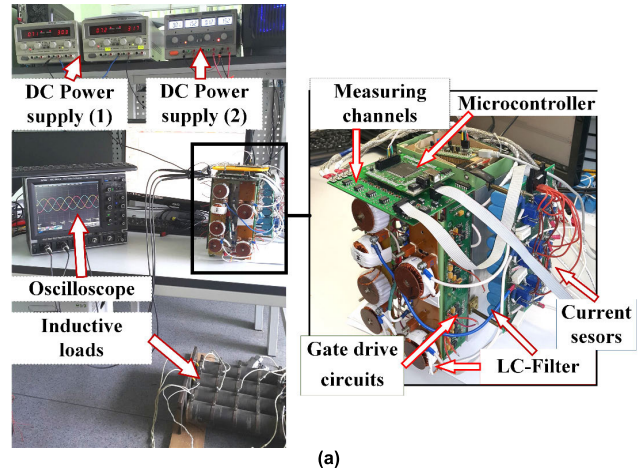 DC Power
supply (1)
DC Power
supply (2)
Measuring
channels
Microcontroller
Oscilloscope
Inductive
loads
Gate drive
circuits
LC-Filter
Current
sesors
(a)